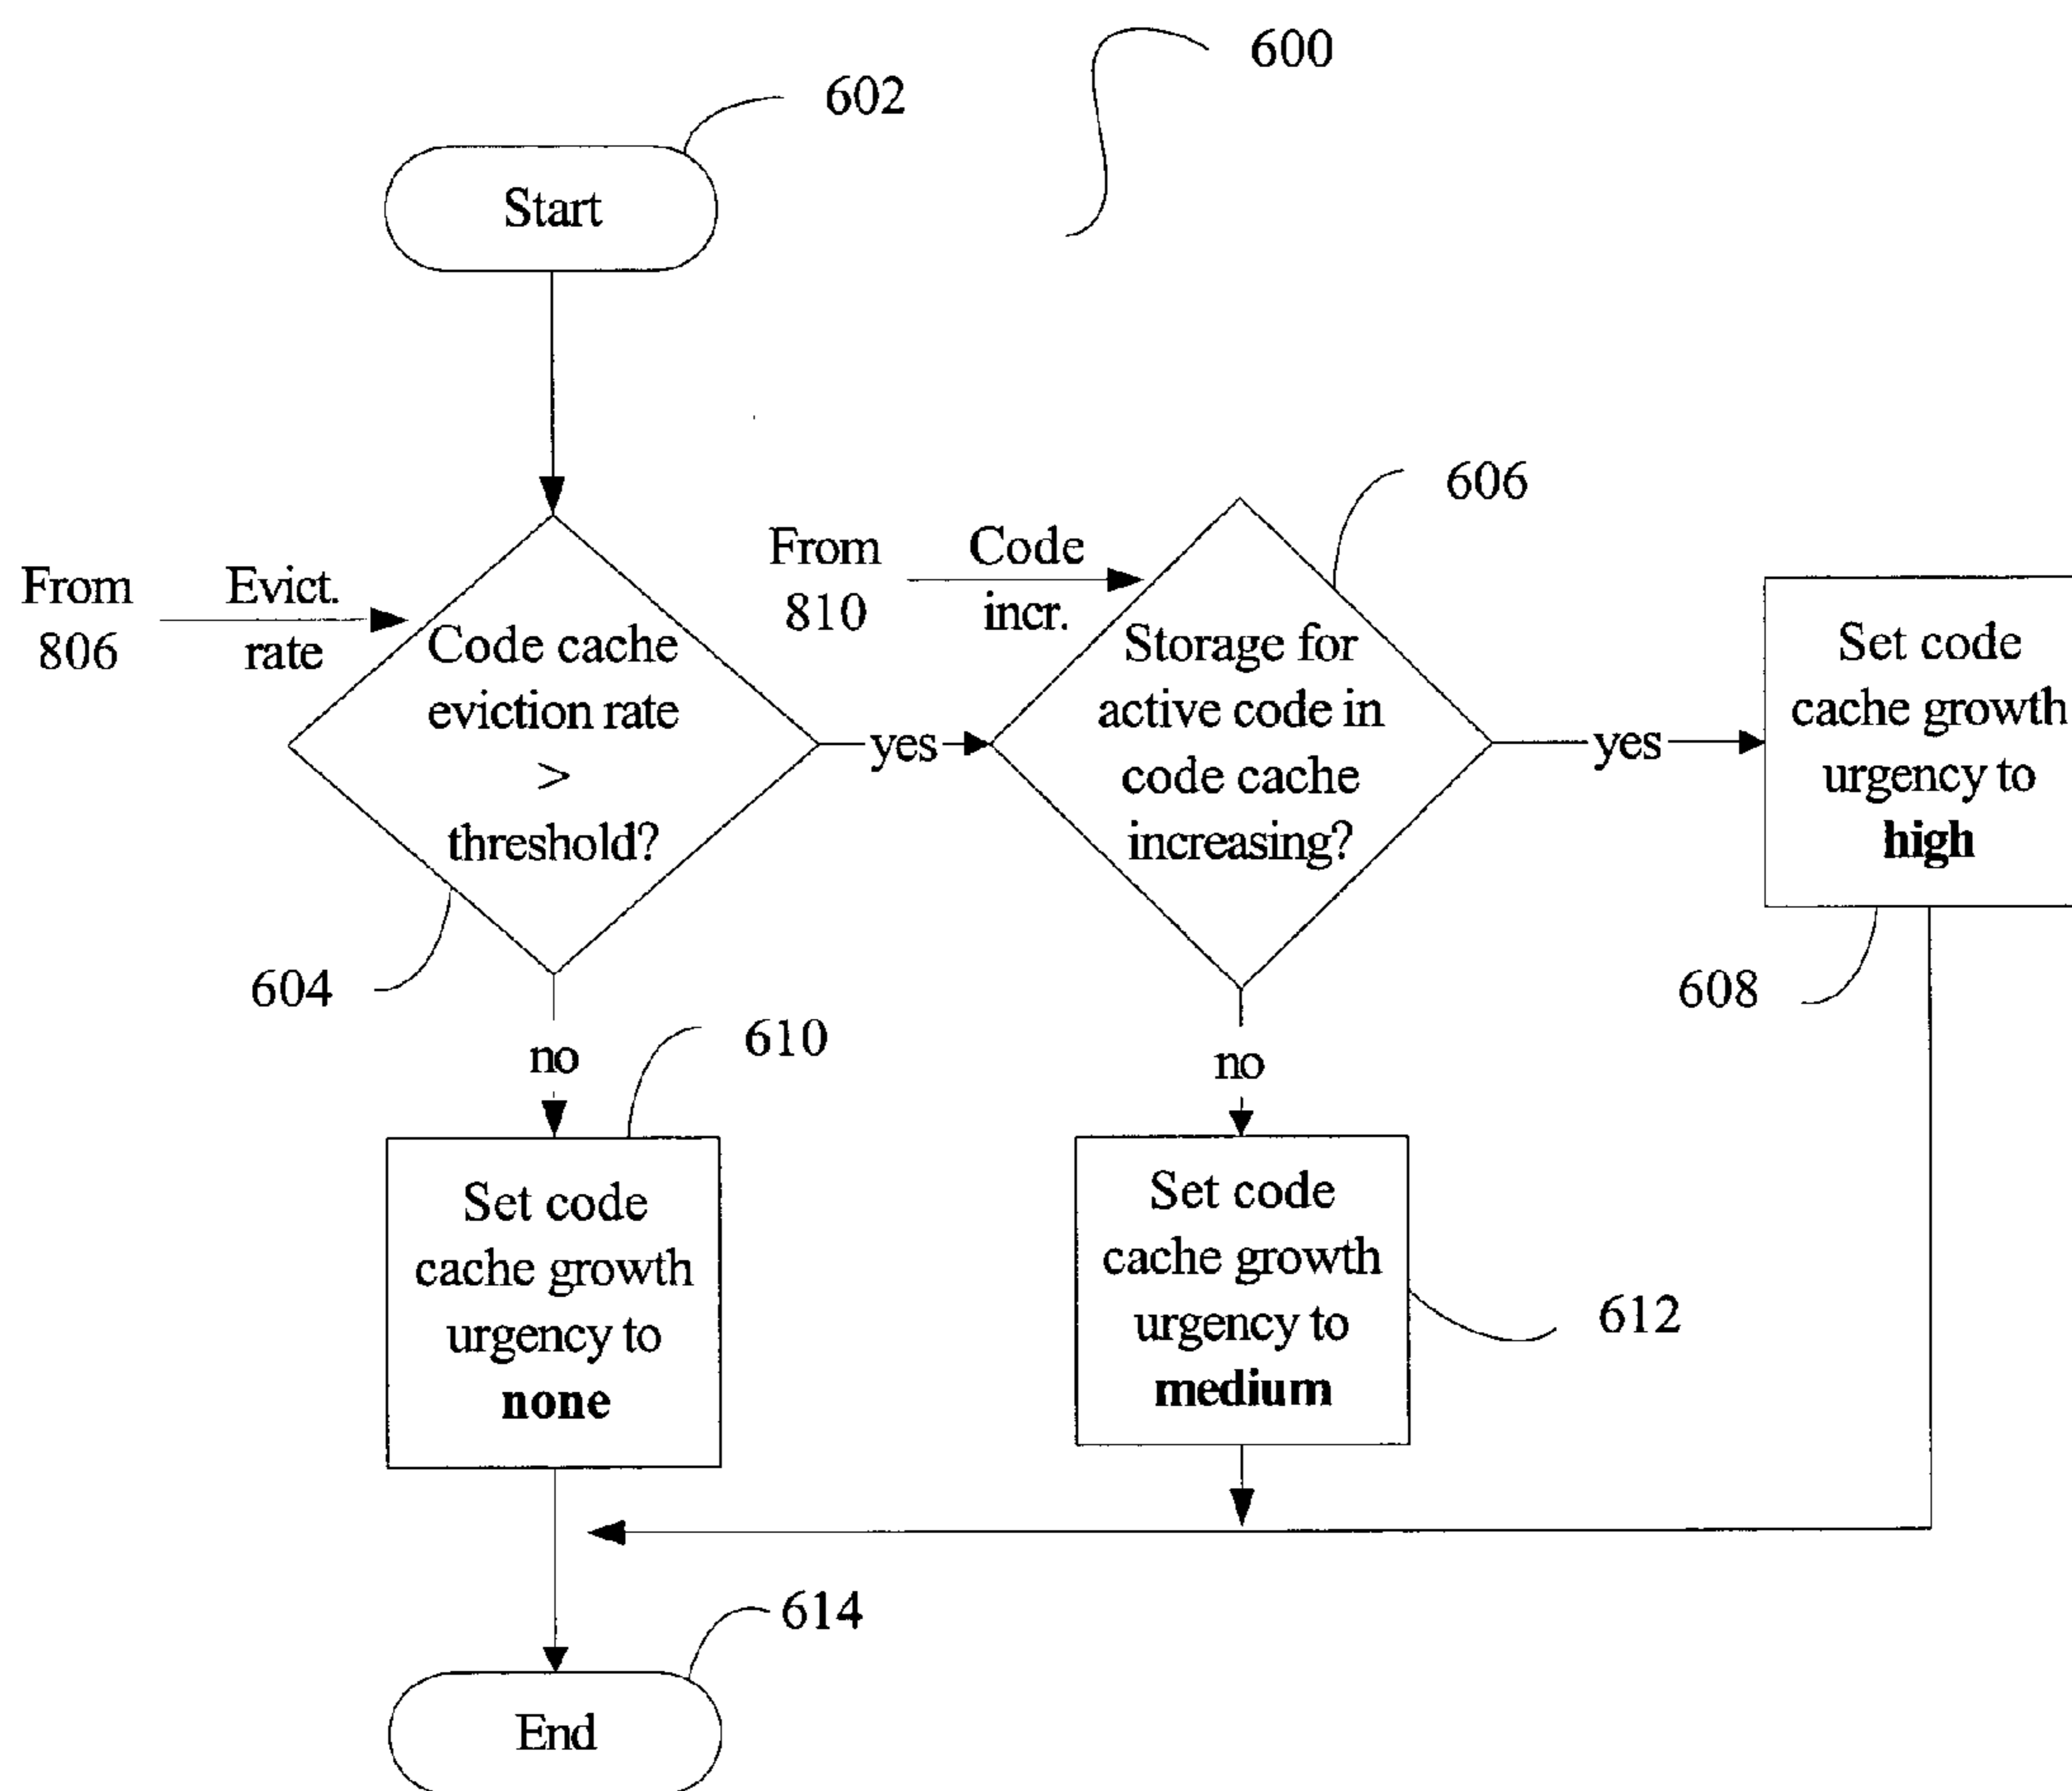 600
602
Start
606
From
806
Evict.
rate
From
810
Code
incr.
Code cache
eviction rate
>
threshold?
yes
Storage for
active code in
code cache
increasing?
yes
Set code
cache growth
urgency to
high
604
608
no
610
no
Set code
cache growth
urgency to
none
Set code
cache growth
urgency to
medium
612
614
End